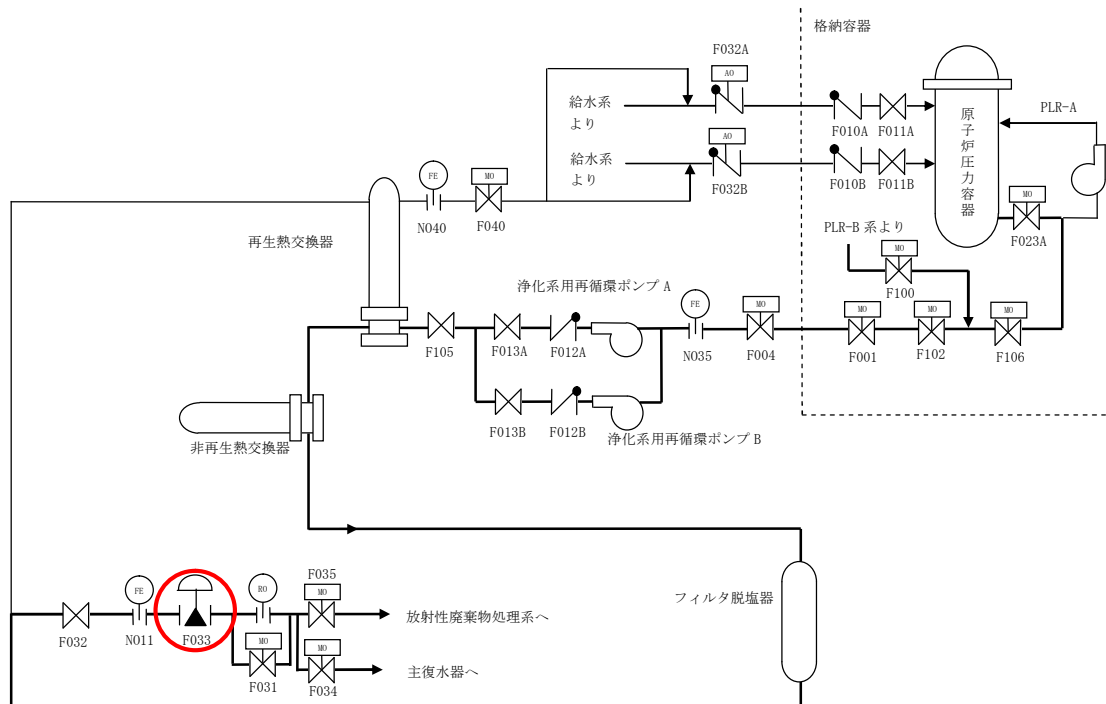 格納容器
F032A
AO
給水系
より
F010A
F011A
原子炉圧力容器
PLR-A
給水系
より
AO
F032B
F010B
F011B
FE
N040
MO
F040
再生熱交換器
MO
F023A
PLR-B 系より
MO
F100
浄化系用再循環ポンプ A
F105
F013A
F012A
FE
N035
MO
F004
MO
F001
MO
F102
MO
F106
F013B
F012B
浄化系用再循環ポンプ B
非再生熱交換器
F032
FE
N011
F033
RO
F035
MO
放射性廃棄物処理系へ
MO
F031
MO
F034
主復水器へ
フィルタ脱塩器